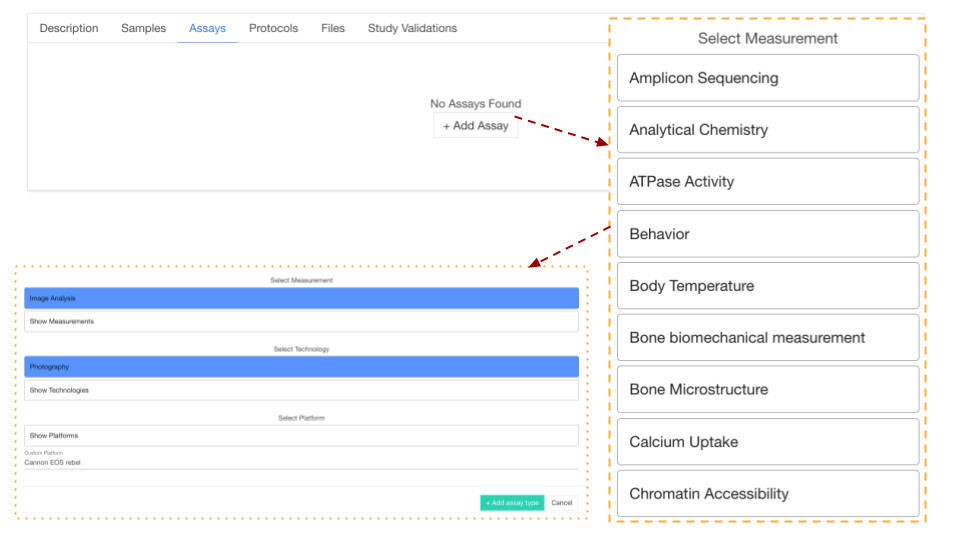 Description Samples Assays Protocols Files Study Validations
No Assays Found
+ Add Assay
Select Measurement
Amplicon Sequencing
Analytical Chemistry
ATPase Activity
Behavior
Body Temperature
Bone biomechanical measurement
Bone Microstructure
Calcium Uptake
Chromatin Accessibility
Select Measurement
Image Analysis
Show Measurements
Select Technology
Photography
Show Technologies
Select Platform
Show Platforms
Custom Platform
Cannon EOS rebel
+ Add assay type Cancel